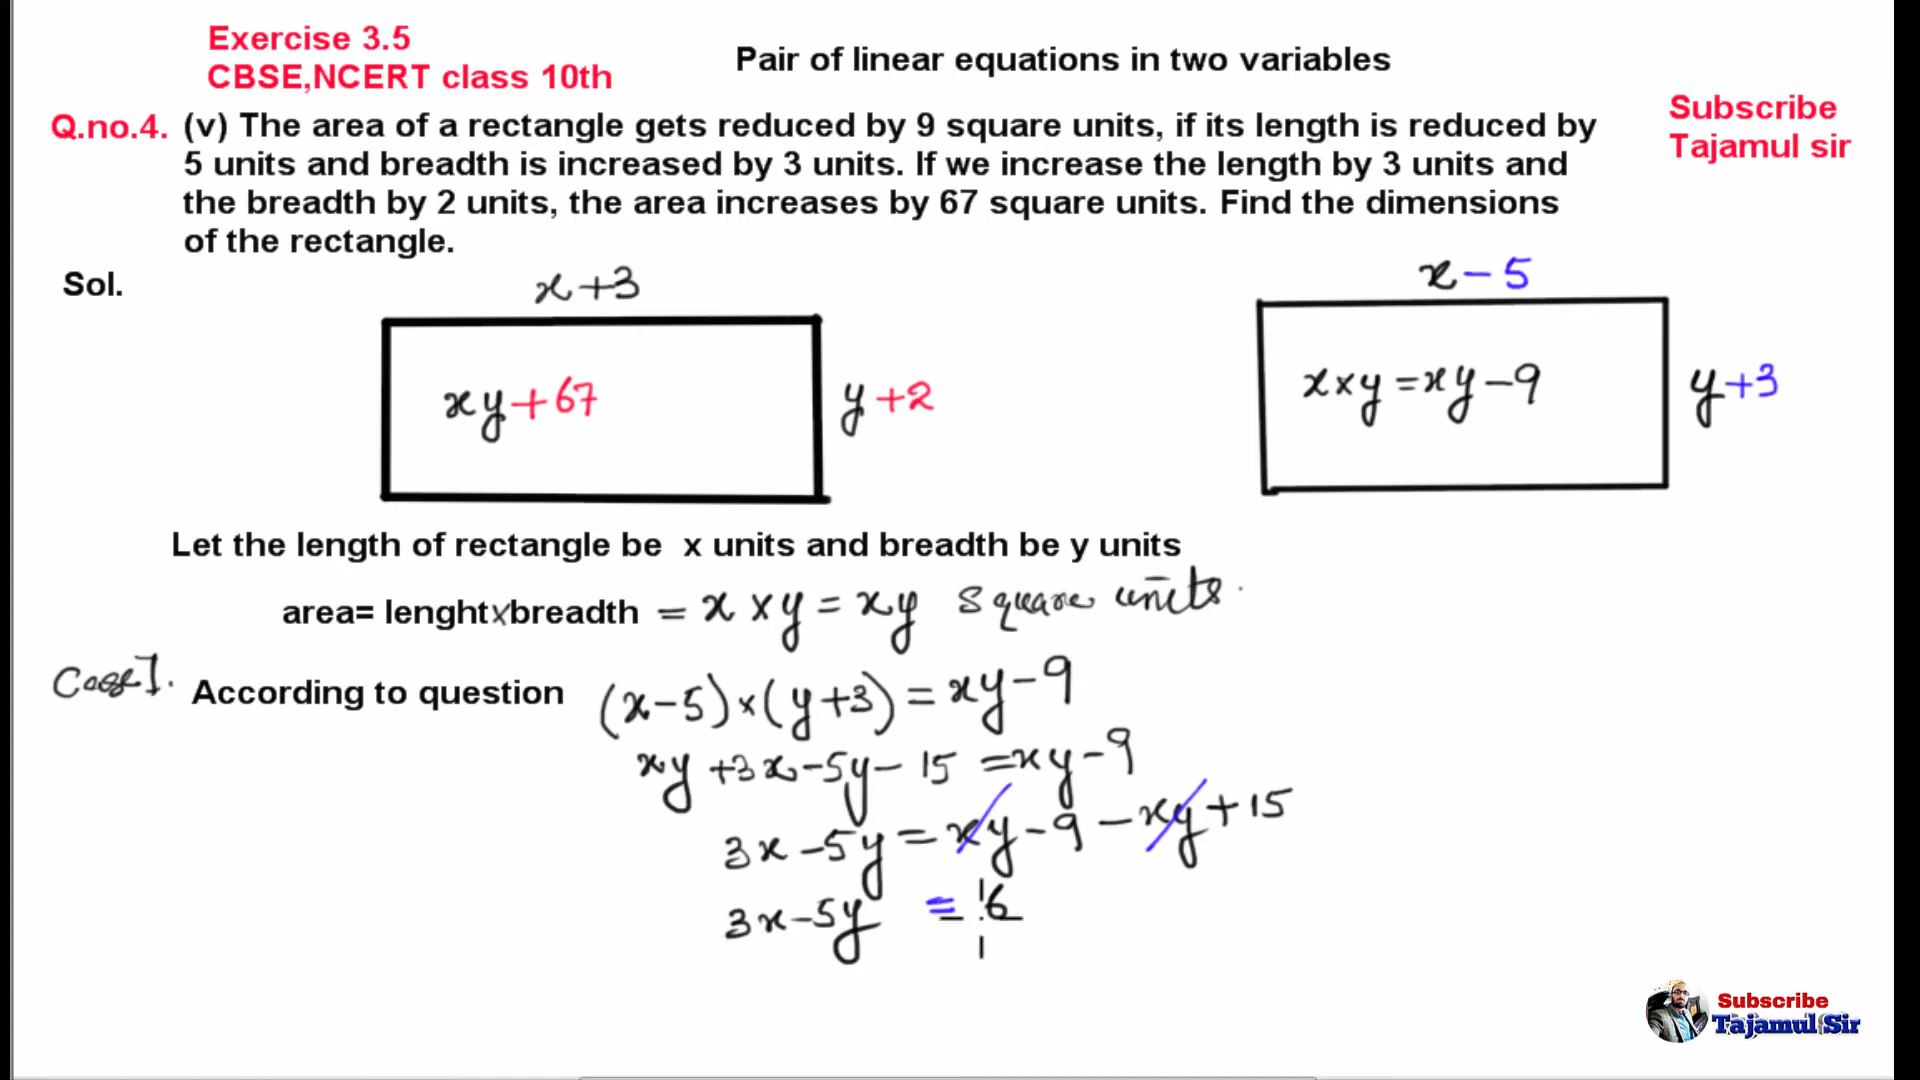 Exercise 3.5
CBSE,NCERT class 10th
Pair of linear equations in two variables
Subscribe
Tajamul sir
Q.no.4. (v) The area of a rectangle gets reduced by 9 square units, if its length is reduced by
5 units and breadth is increased by 3 units. If we increase the length by 3 units and
the breadth by 2 units, the area increases by 67 square units. Find the dimensions
of the rectangle.
Sol.
x+3
xy+67
y+2
x-5
x×y=xy-9
y+3
Let the length of rectangle be x units and breadth be y units
area= lenght×breadth = x×y = xy square units.
Case I. According to question (x-5)×(y+3) = xy-9
xy+3x-5y-15 =xy-9
3x-5y = xy-9-xy+15
3x-5y = 6
Subscribe
Tajamul Sir